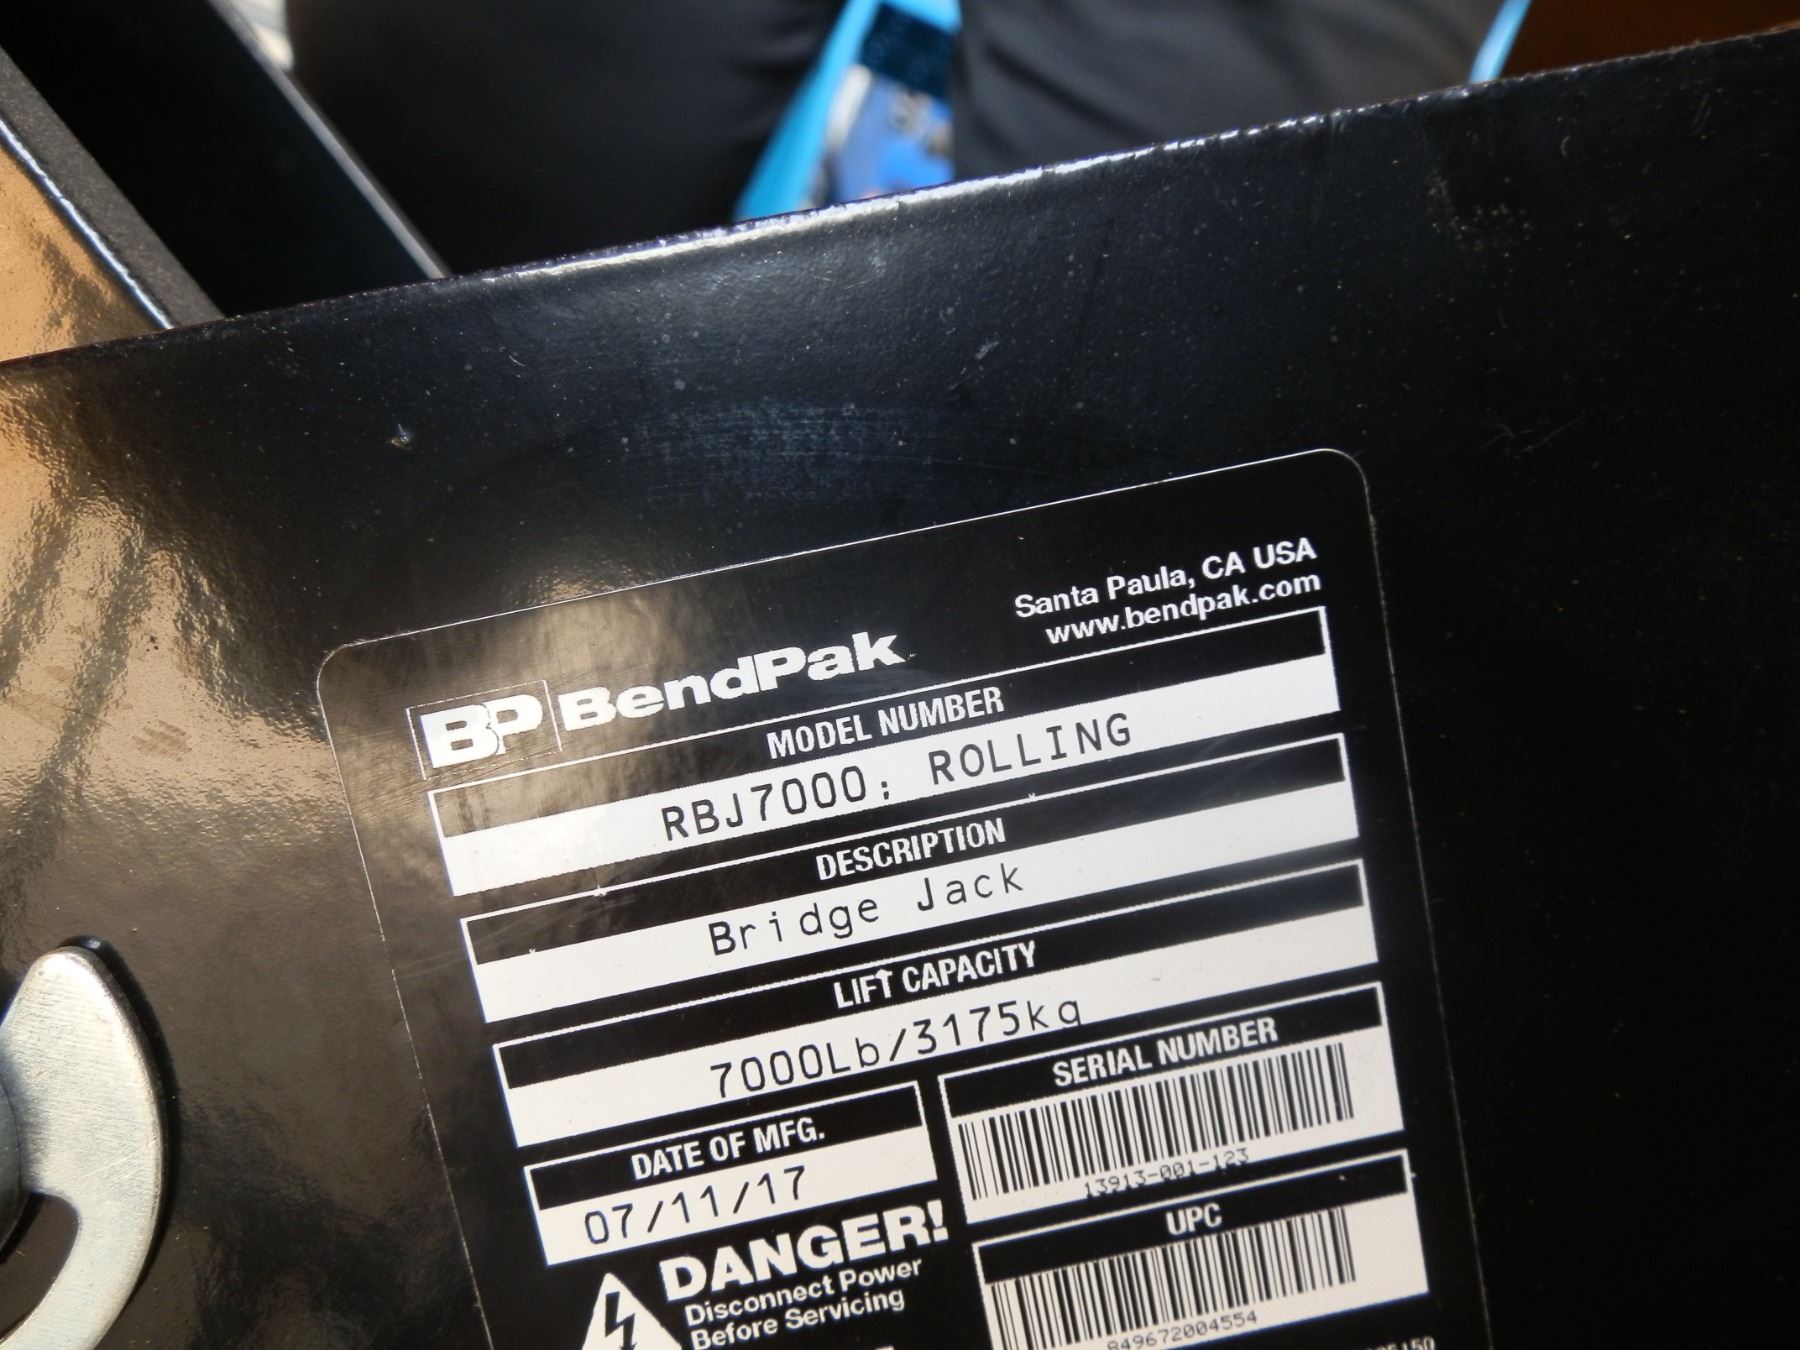 Santa Paula, CA USA
www.bendpak.com
BP BendPak
MODEL NUMBER
RBJ7000; ROLLING
DESCRIPTION
Bridge Jack
LIFT CAPACITY
7000Lb/3175kg
DATE OF MFG.
07/11/17
SERIAL NUMBER
13913-001-123
UPC
849672004554
DANGER!
Disconnect Power
Before Servicing